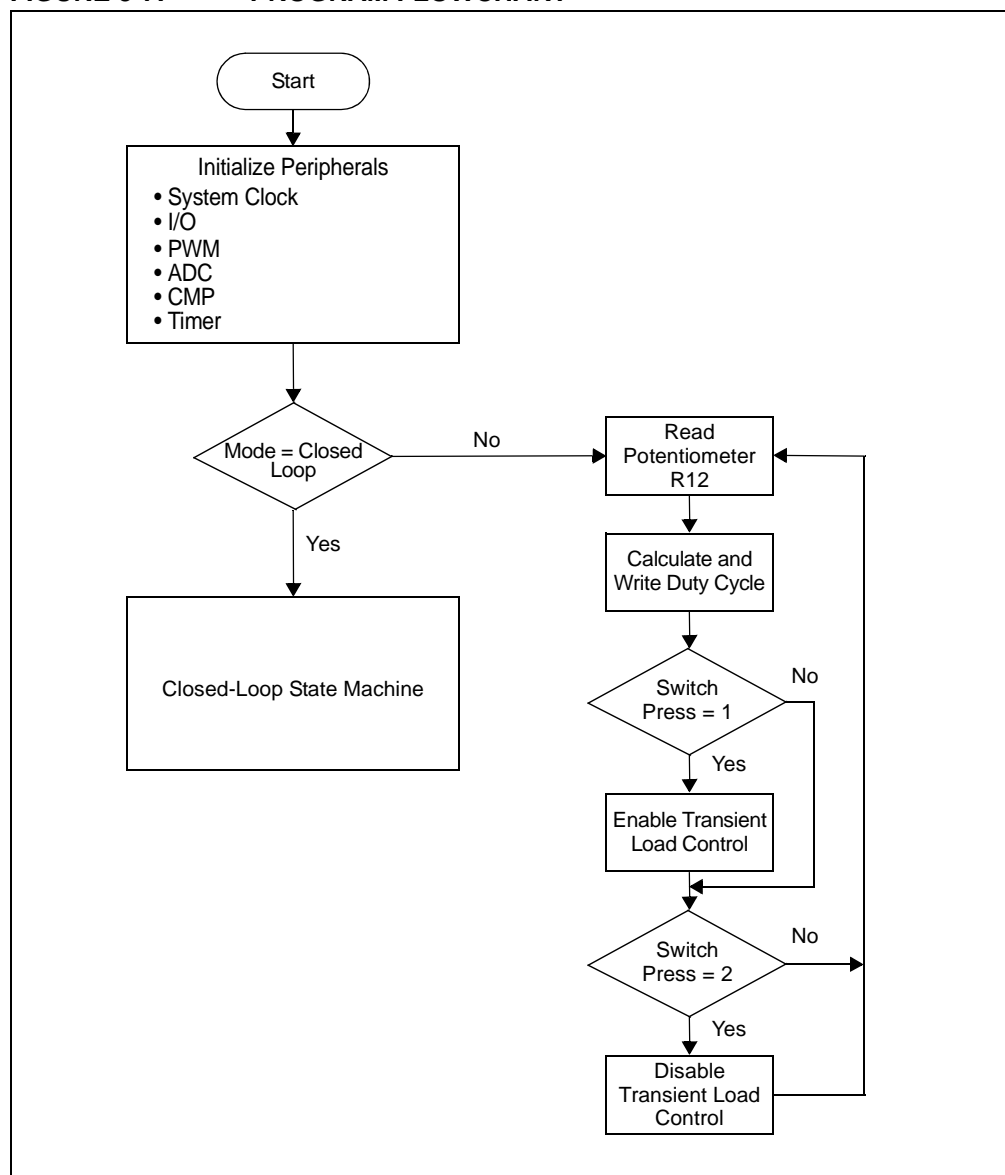 Start
Initialize Peripherals
• System Clock
• I/O
• PWM
• ADC
• CMP
• Timer
Mode = Closed
Loop
No
Yes
Closed-Loop State Machine
Read
Potentiometer
R12
Calculate and
Write Duty Cycle
Switch
Press = 1
No
Yes
Enable Transient
Load Control
Switch
Press = 2
No
Yes
Disable
Transient Load
Control